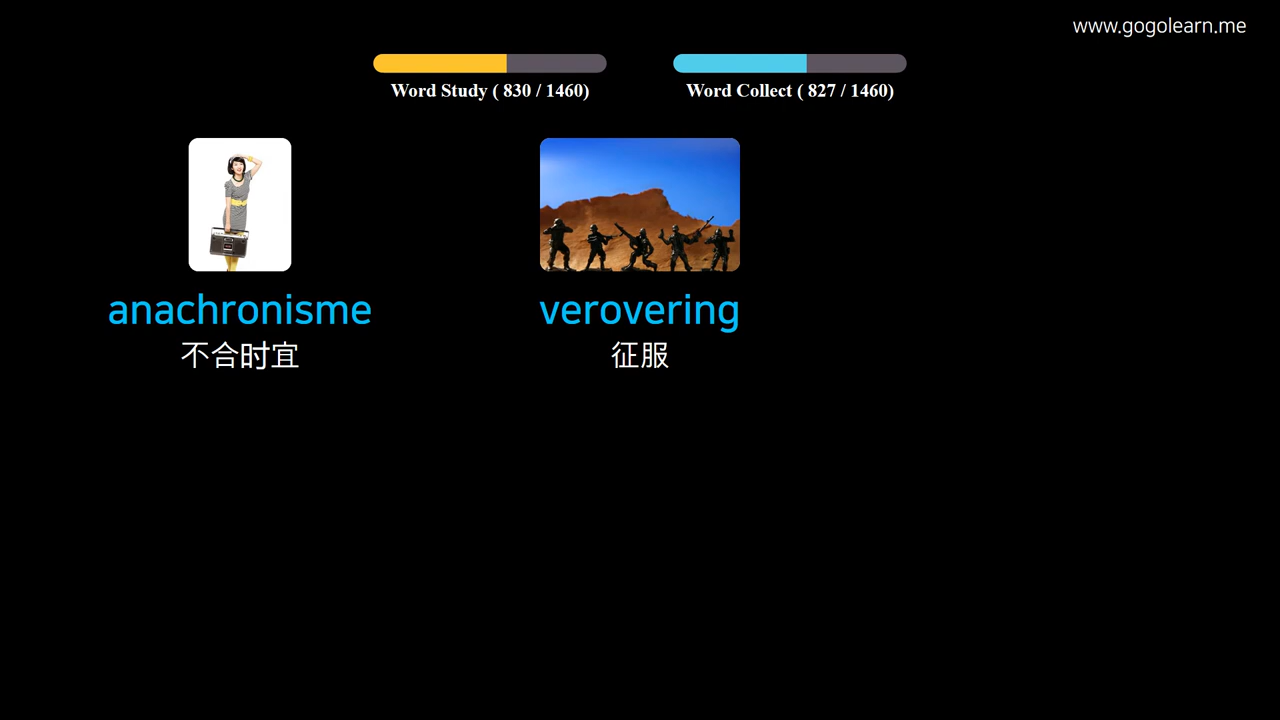 www.gogolearn.me
Word Study ( 830 / 1460)
Word Collect ( 827 / 1460)
anachronisme
不合时宜
verovering
征服